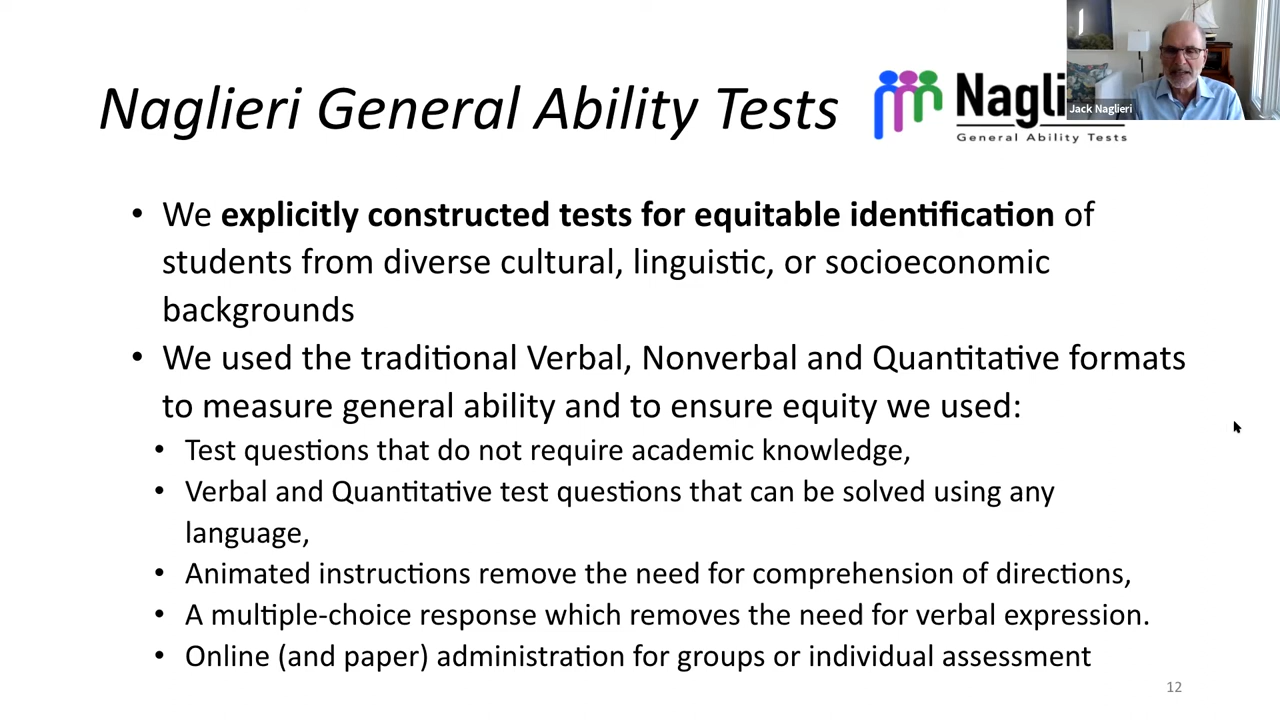 Naglieri General Ability Tests
Nagli
General Ability Tests
Jack Naglieri
• We explicitly constructed tests for equitable identification of
students from diverse cultural, linguistic, or socioeconomic
backgrounds
• We used the traditional Verbal, Nonverbal and Quantitative formats
to measure general ability and to ensure equity we used:
• Test questions that do not require academic knowledge,
• Verbal and Quantitative test questions that can be solved using any
language,
• Animated instructions remove the need for comprehension of directions,
• A multiple-choice response which removes the need for verbal expression.
• Online (and paper) administration for groups or individual assessment
12